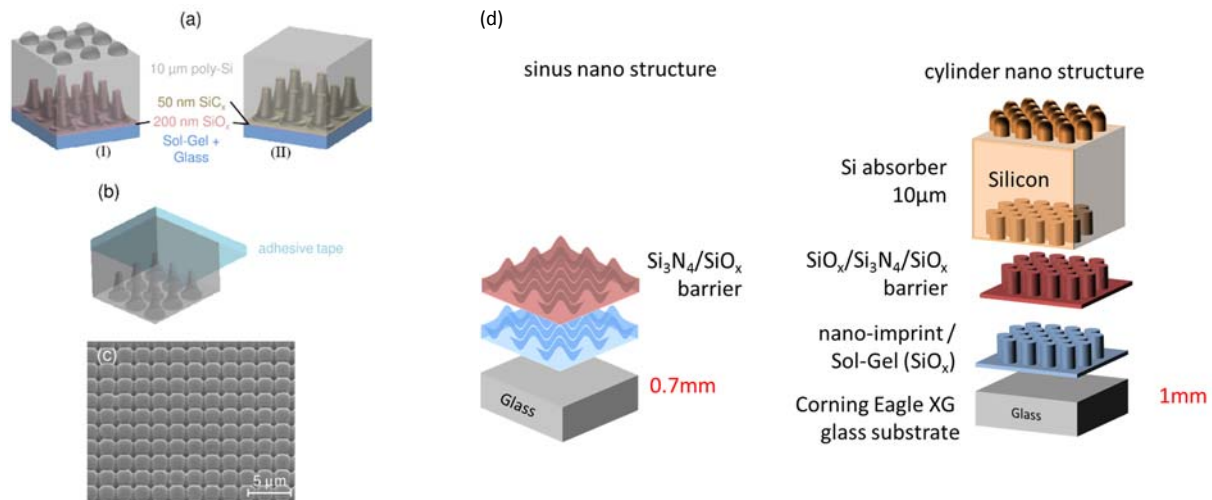 (a)
10 µm poly-Si
50 nm SiCₓ
200 nm SiOₓ
Sol-Gel +
Glass
(I)
(II)
(b)
adhesive tape
(c)
5 µm
(d)
sinus nano structure
Si₃N₄/SiOₓ
barrier
Glass
0.7mm
cylinder nano structure
Si absorber
10µm
Silicon
SiOₓ/Si₃N₄/SiOₓ
barrier
nano-imprint /
Sol-Gel (SiOₓ)
Corning Eagle XG
glass substrate
Glass
1mm